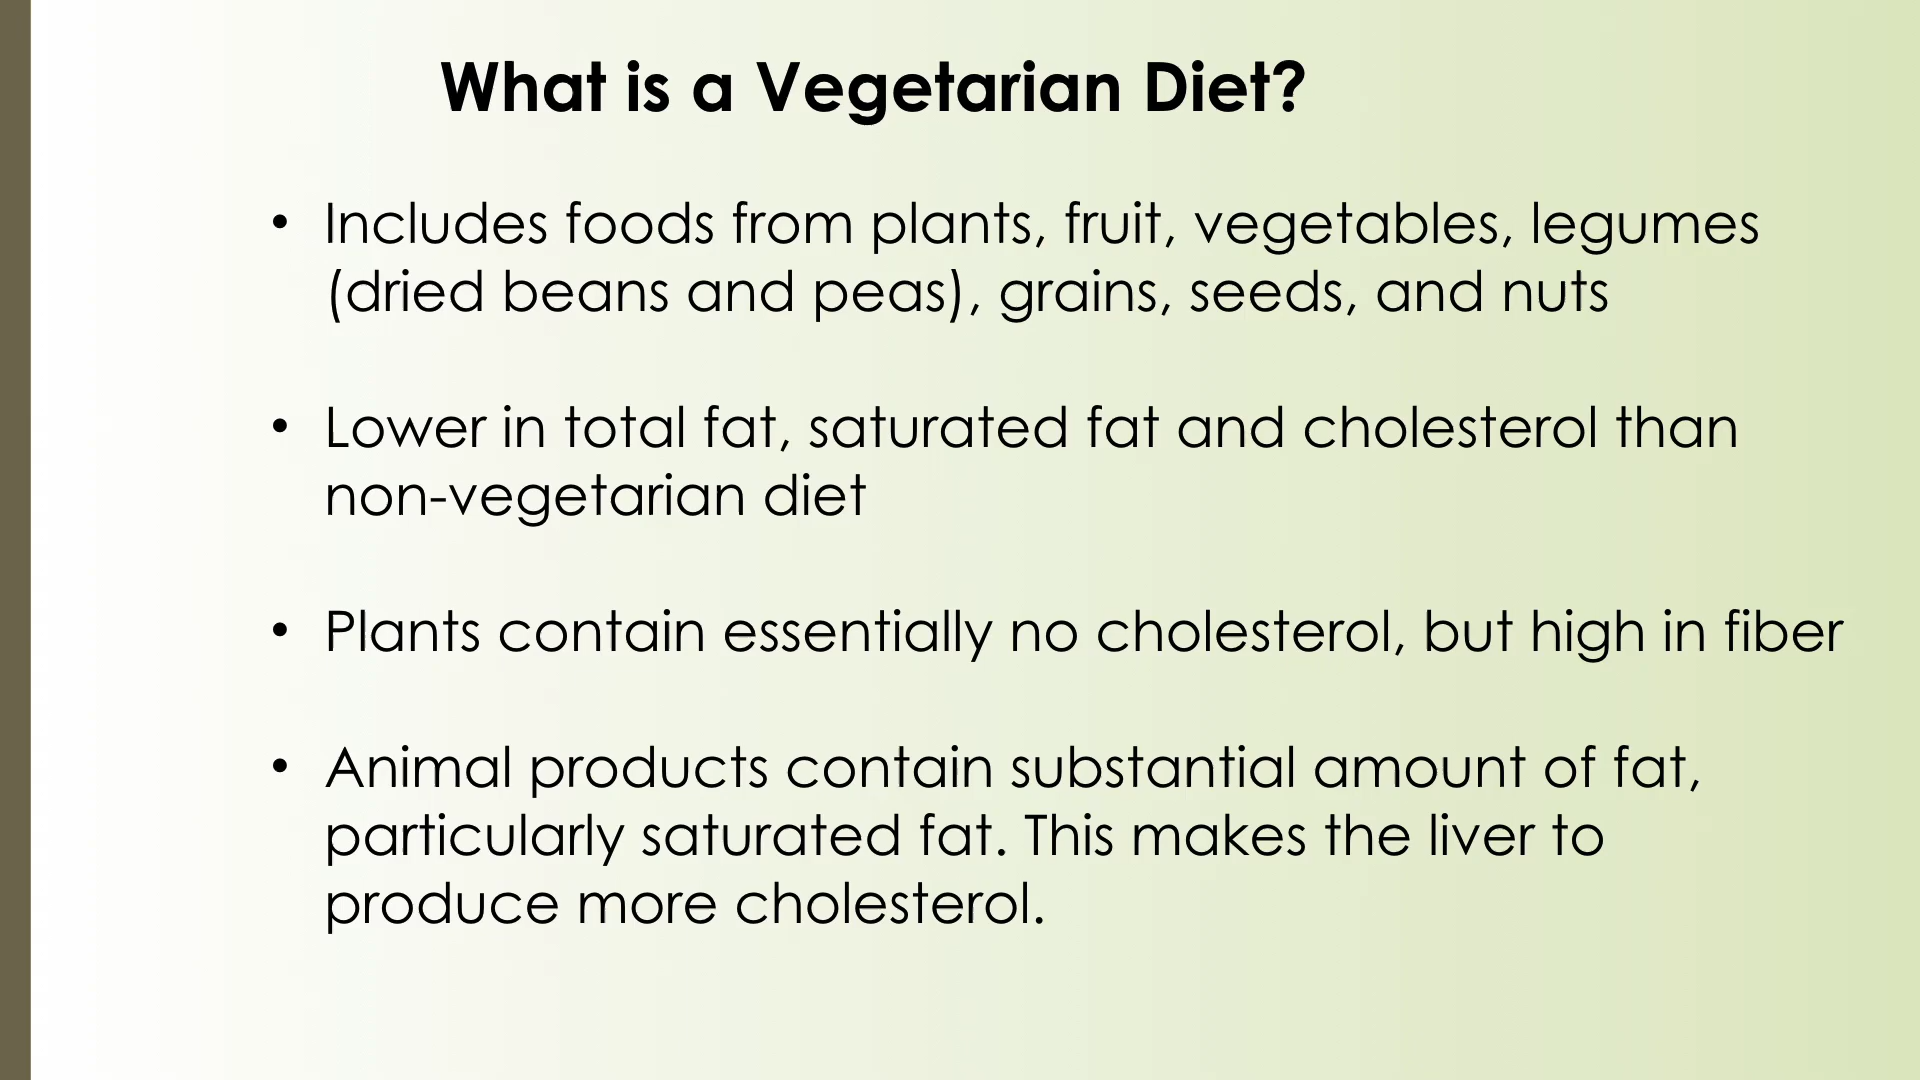 What is a Vegetarian Diet?
• Includes foods from plants, fruit, vegetables, legumes
(dried beans and peas), grains, seeds, and nuts
• Lower in total fat, saturated fat and cholesterol than
non-vegetarian diet
• Plants contain essentially no cholesterol, but high in fiber
• Animal products contain substantial amount of fat,
particularly saturated fat. This makes the liver to
produce more cholesterol.